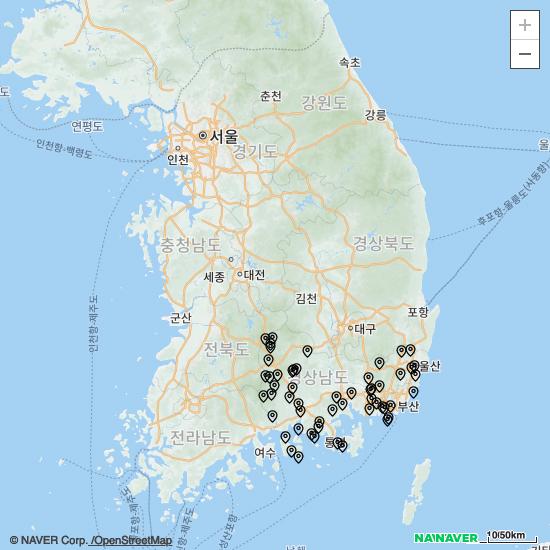 속초
춘천
강원도
강릉
도
연평도
서울
인천
인천항-백령도
경기도
울
후포항-울릉도(사동항)
충청남도
경상북도
세종
대전
김천
인천항-제주도
포항
군산
대구
전북도
울산
경상남도
부산
전라남도
여수
통영
© NAVER Corp. /OpenStreetMap
NAVER
10/50km